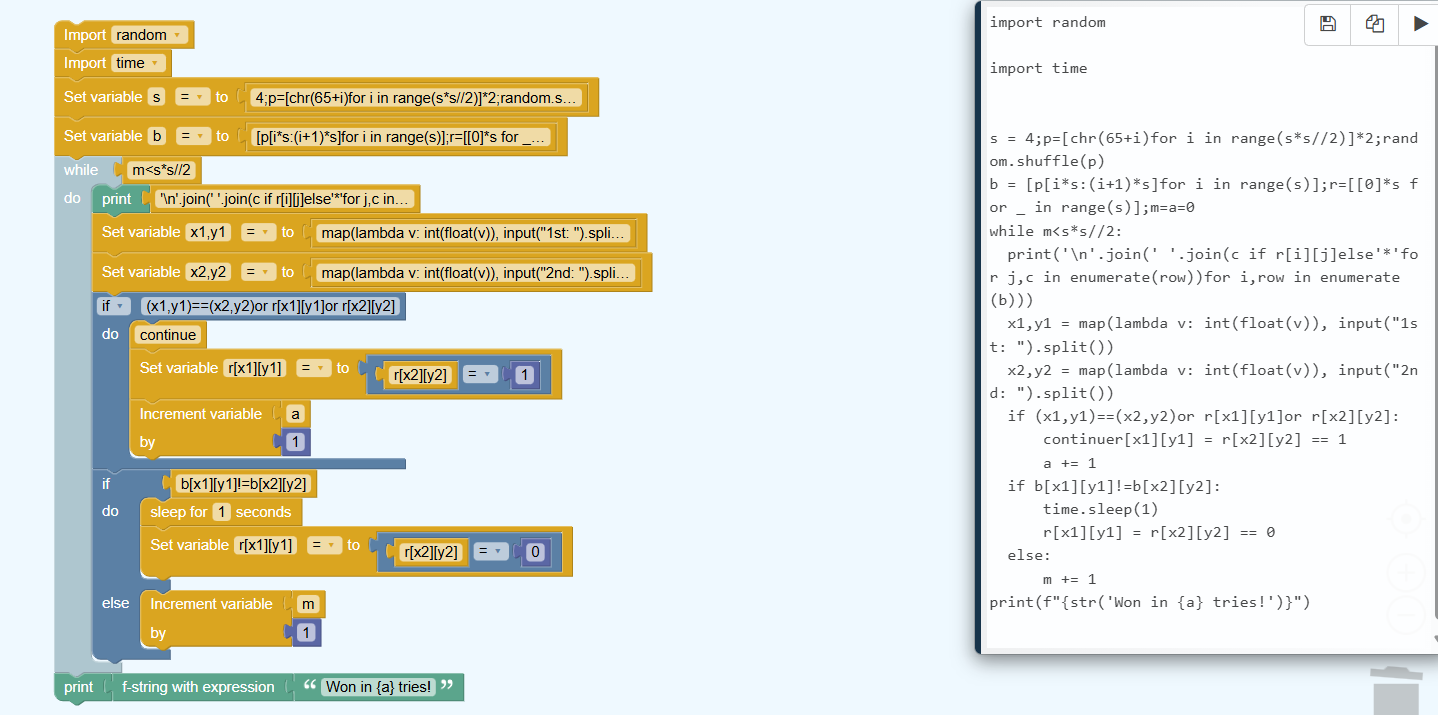 Import random
Import time
Set variable s = to 4;p=[chr(65+i)for i in range(s*s//2)]*2;random.s...
Set variable b = to [p[i*s:(i+1)*s]for i in range(s)];r=[[0]*s for _...
while m<s*s//2
do print '\n'.join(' '.join(c if r[i][j]else'*'for j,c in...
Set variable x1,y1 = to map(lambda v: int(float(v)), input("1st: ").spli...
Set variable x2,y2 = to map(lambda v: int(float(v)), input("2nd: ").spli...
if (x1,y1)==(x2,y2)or r[x1][y1]or r[x2][y2]
do continue
Set variable r[x1][y1] = to r[x2][y2] = 1
Increment variable a
by 1
if b[x1][y1]!=b[x2][y2]
do sleep for 1 seconds
Set variable r[x1][y1] = to r[x2][y2] = 0
else Increment variable m
by 1
print f-string with expression “ Won in {a} tries! ”
import random
import time
s = 4;p=[chr(65+i)for i in range(s*s//2)]*2;rand
om.shuffle(p)
b = [p[i*s:(i+1)*s]for i in range(s)];r=[[0]*s f
or _ in range(s)];m=a=0
while m<s*s//2:
  print('\n'.join(' '.join(c if r[i][j]else'*'fo
r j,c in enumerate(row))for i,row in enumerate
(b)))
  x1,y1 = map(lambda v: int(float(v)), input("1s
t: ").split())
  x2,y2 = map(lambda v: int(float(v)), input("2n
d: ").split())
  if (x1,y1)==(x2,y2)or r[x1][y1]or r[x2][y2]:
      continuer[x1][y1] = r[x2][y2] == 1
      a += 1
  if b[x1][y1]!=b[x2][y2]:
      time.sleep(1)
      r[x1][y1] = r[x2][y2] == 0
  else:
      m += 1
print(f"{str('Won in {a} tries!')}")